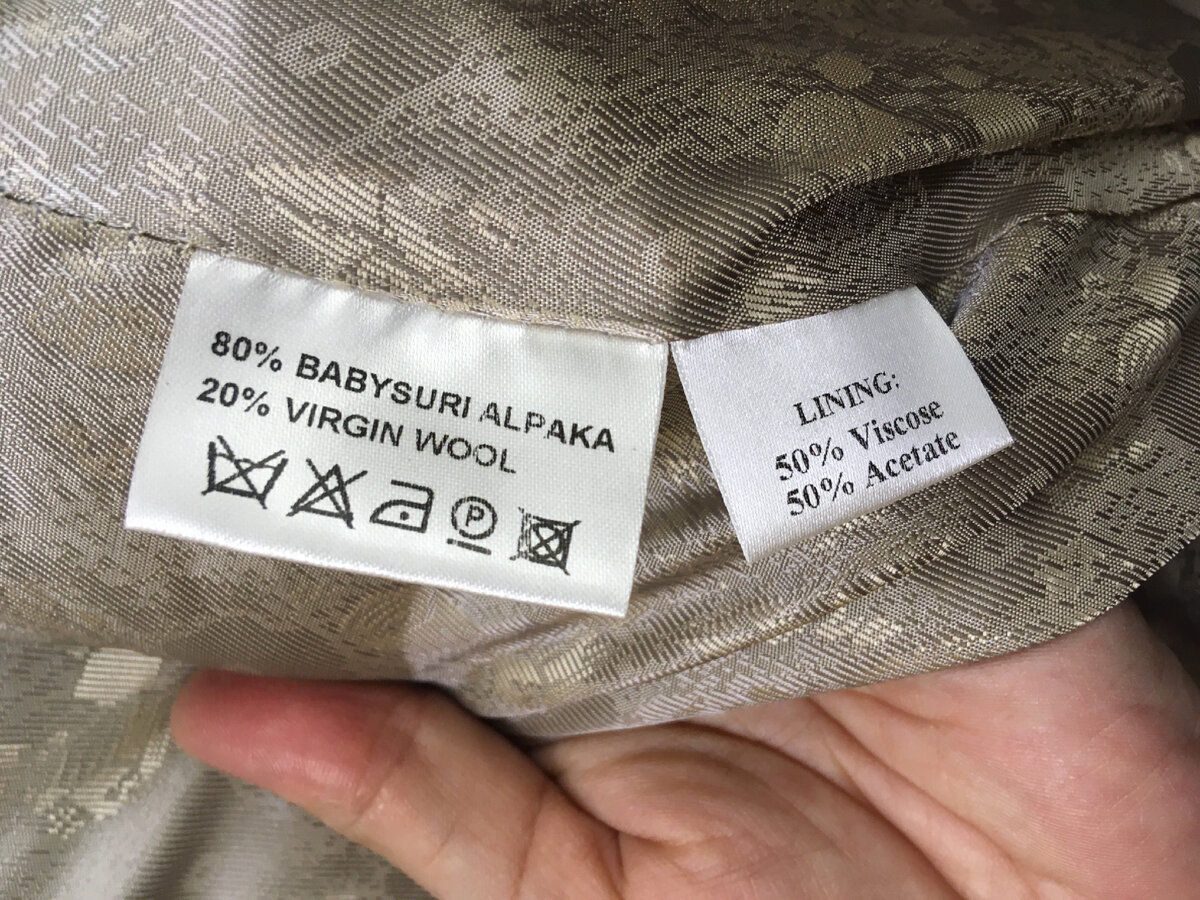 80% BABYSURI ALPAKA
20% VIRGIN WOOL
P
LINING:
50% Viscose
50% Acetate